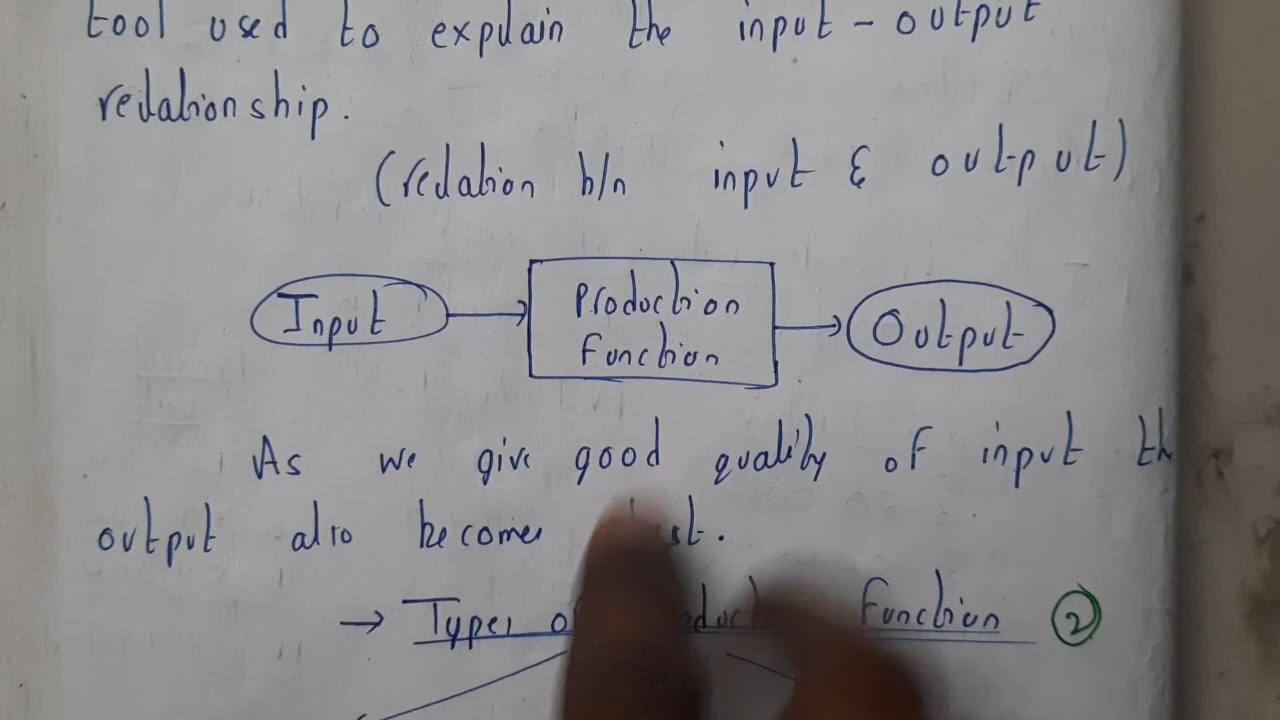 tool used to explain the input - output
relationship.
(relation b/n input & output)
Input → Production Function → Output
As we give good quality of input th
output also becomes
→ Types Function 2